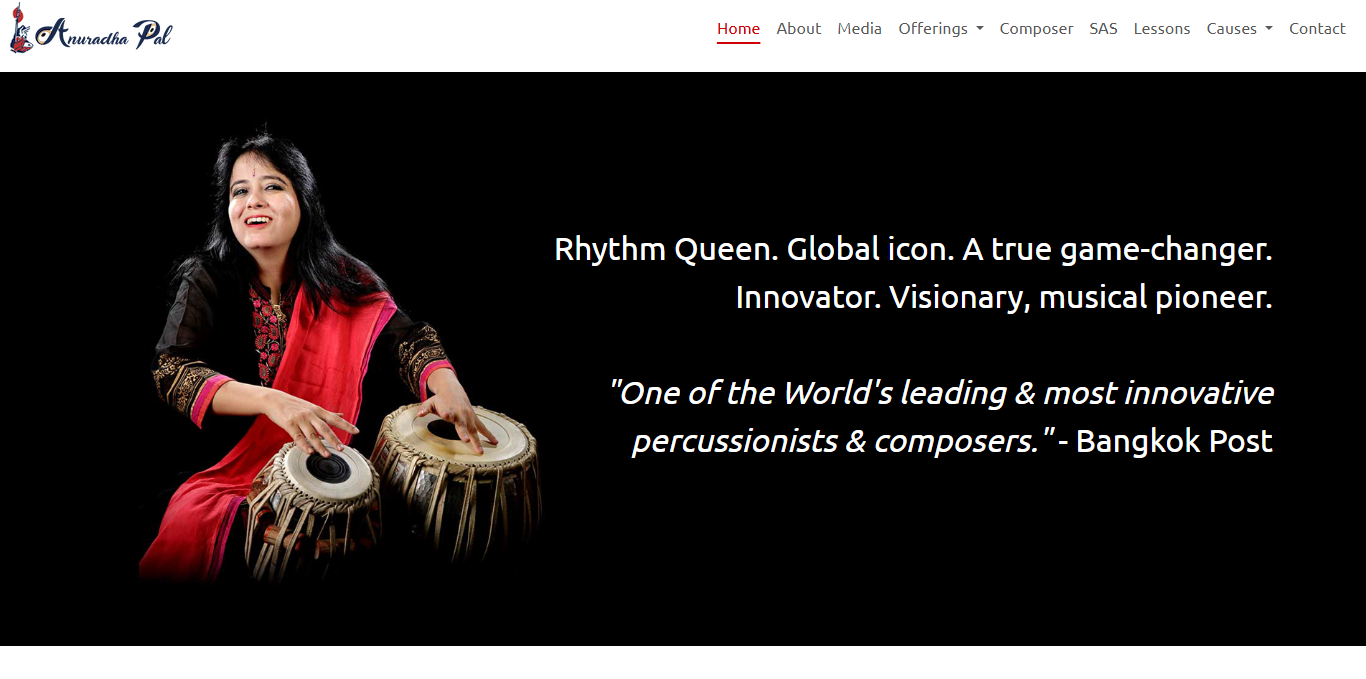 Anuradha Pal
Home About Media Offerings Composer SAS Lessons Causes Contact
Rhythm Queen. Global icon. A true game-changer.
Innovator. Visionary, musical pioneer.
"One of the World's leading & most innovative
percussionists & composers." - Bangkok Post